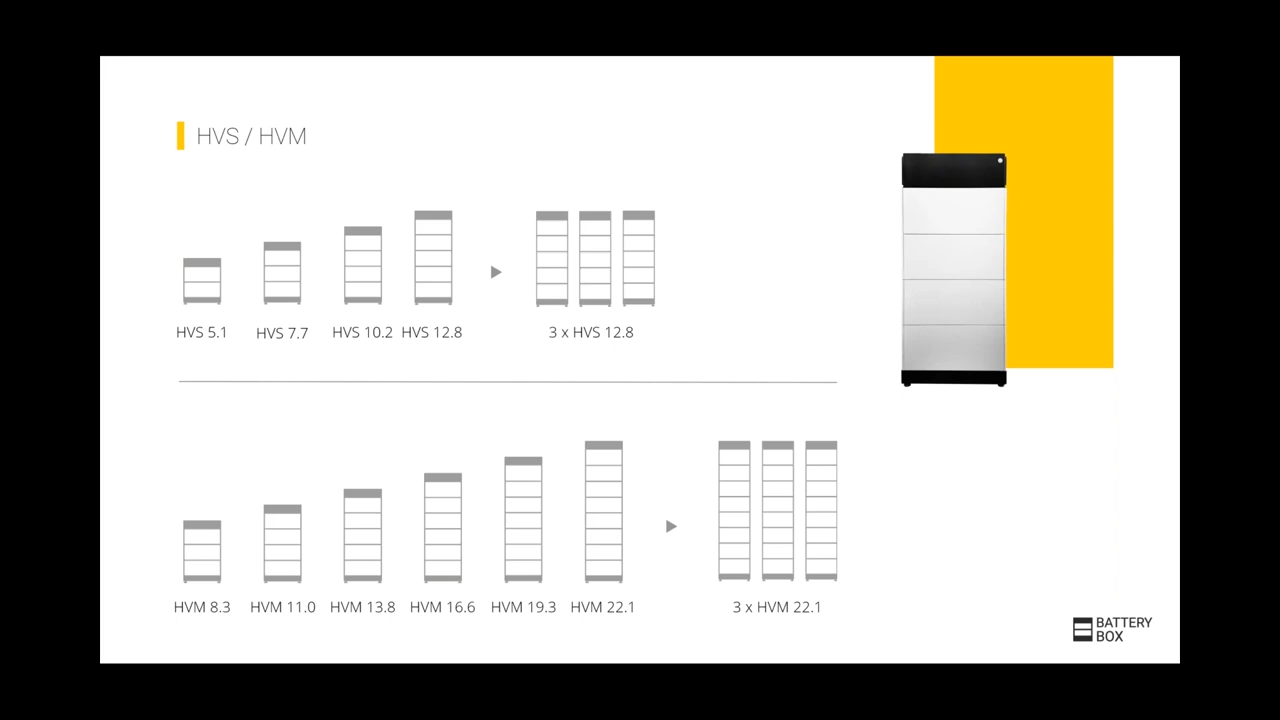 HVS / HVM
HVS 5.1
HVS 7.7
HVS 10.2
HVS 12.8
3 x HVS 12.8
HVM 8.3
HVM 11.0
HVM 13.8
HVM 16.6
HVM 19.3
HVM 22.1
3 x HVM 22.1
BATTERY
BOX